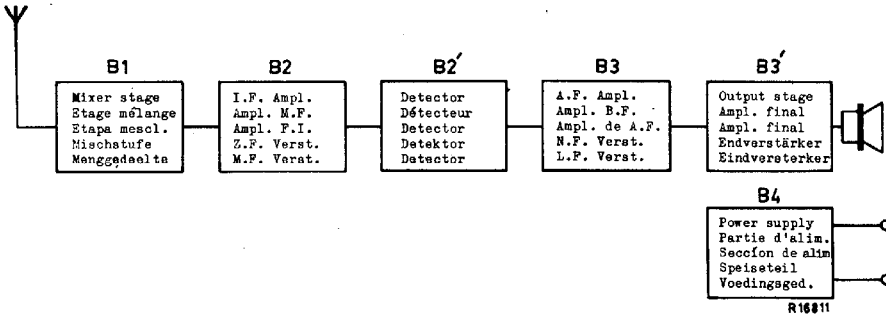 B1
Mixer stage
Etage mélange
Etapa mescl.
Mischstufe
Menggedeelte
B2
I.F. Ampl.
Ampl. M.F.
Ampl. F.I.
Z.F. Verst.
M.F. Verst.
B2′
Detector
Détecteur
Detector
Detektor
Detector
B3
A.F. Ampl.
Ampl. B.F.
Ampl. de A.F.
N.F. Verst.
L.F. Verst.
B3′
Output stage
Ampl. final
Ampl. final
Endverstärker
Eindversterker
B4
Power supply
Partie d'alim.
Seccíon de alim
Speiseteil
Voedingsged.
R16811